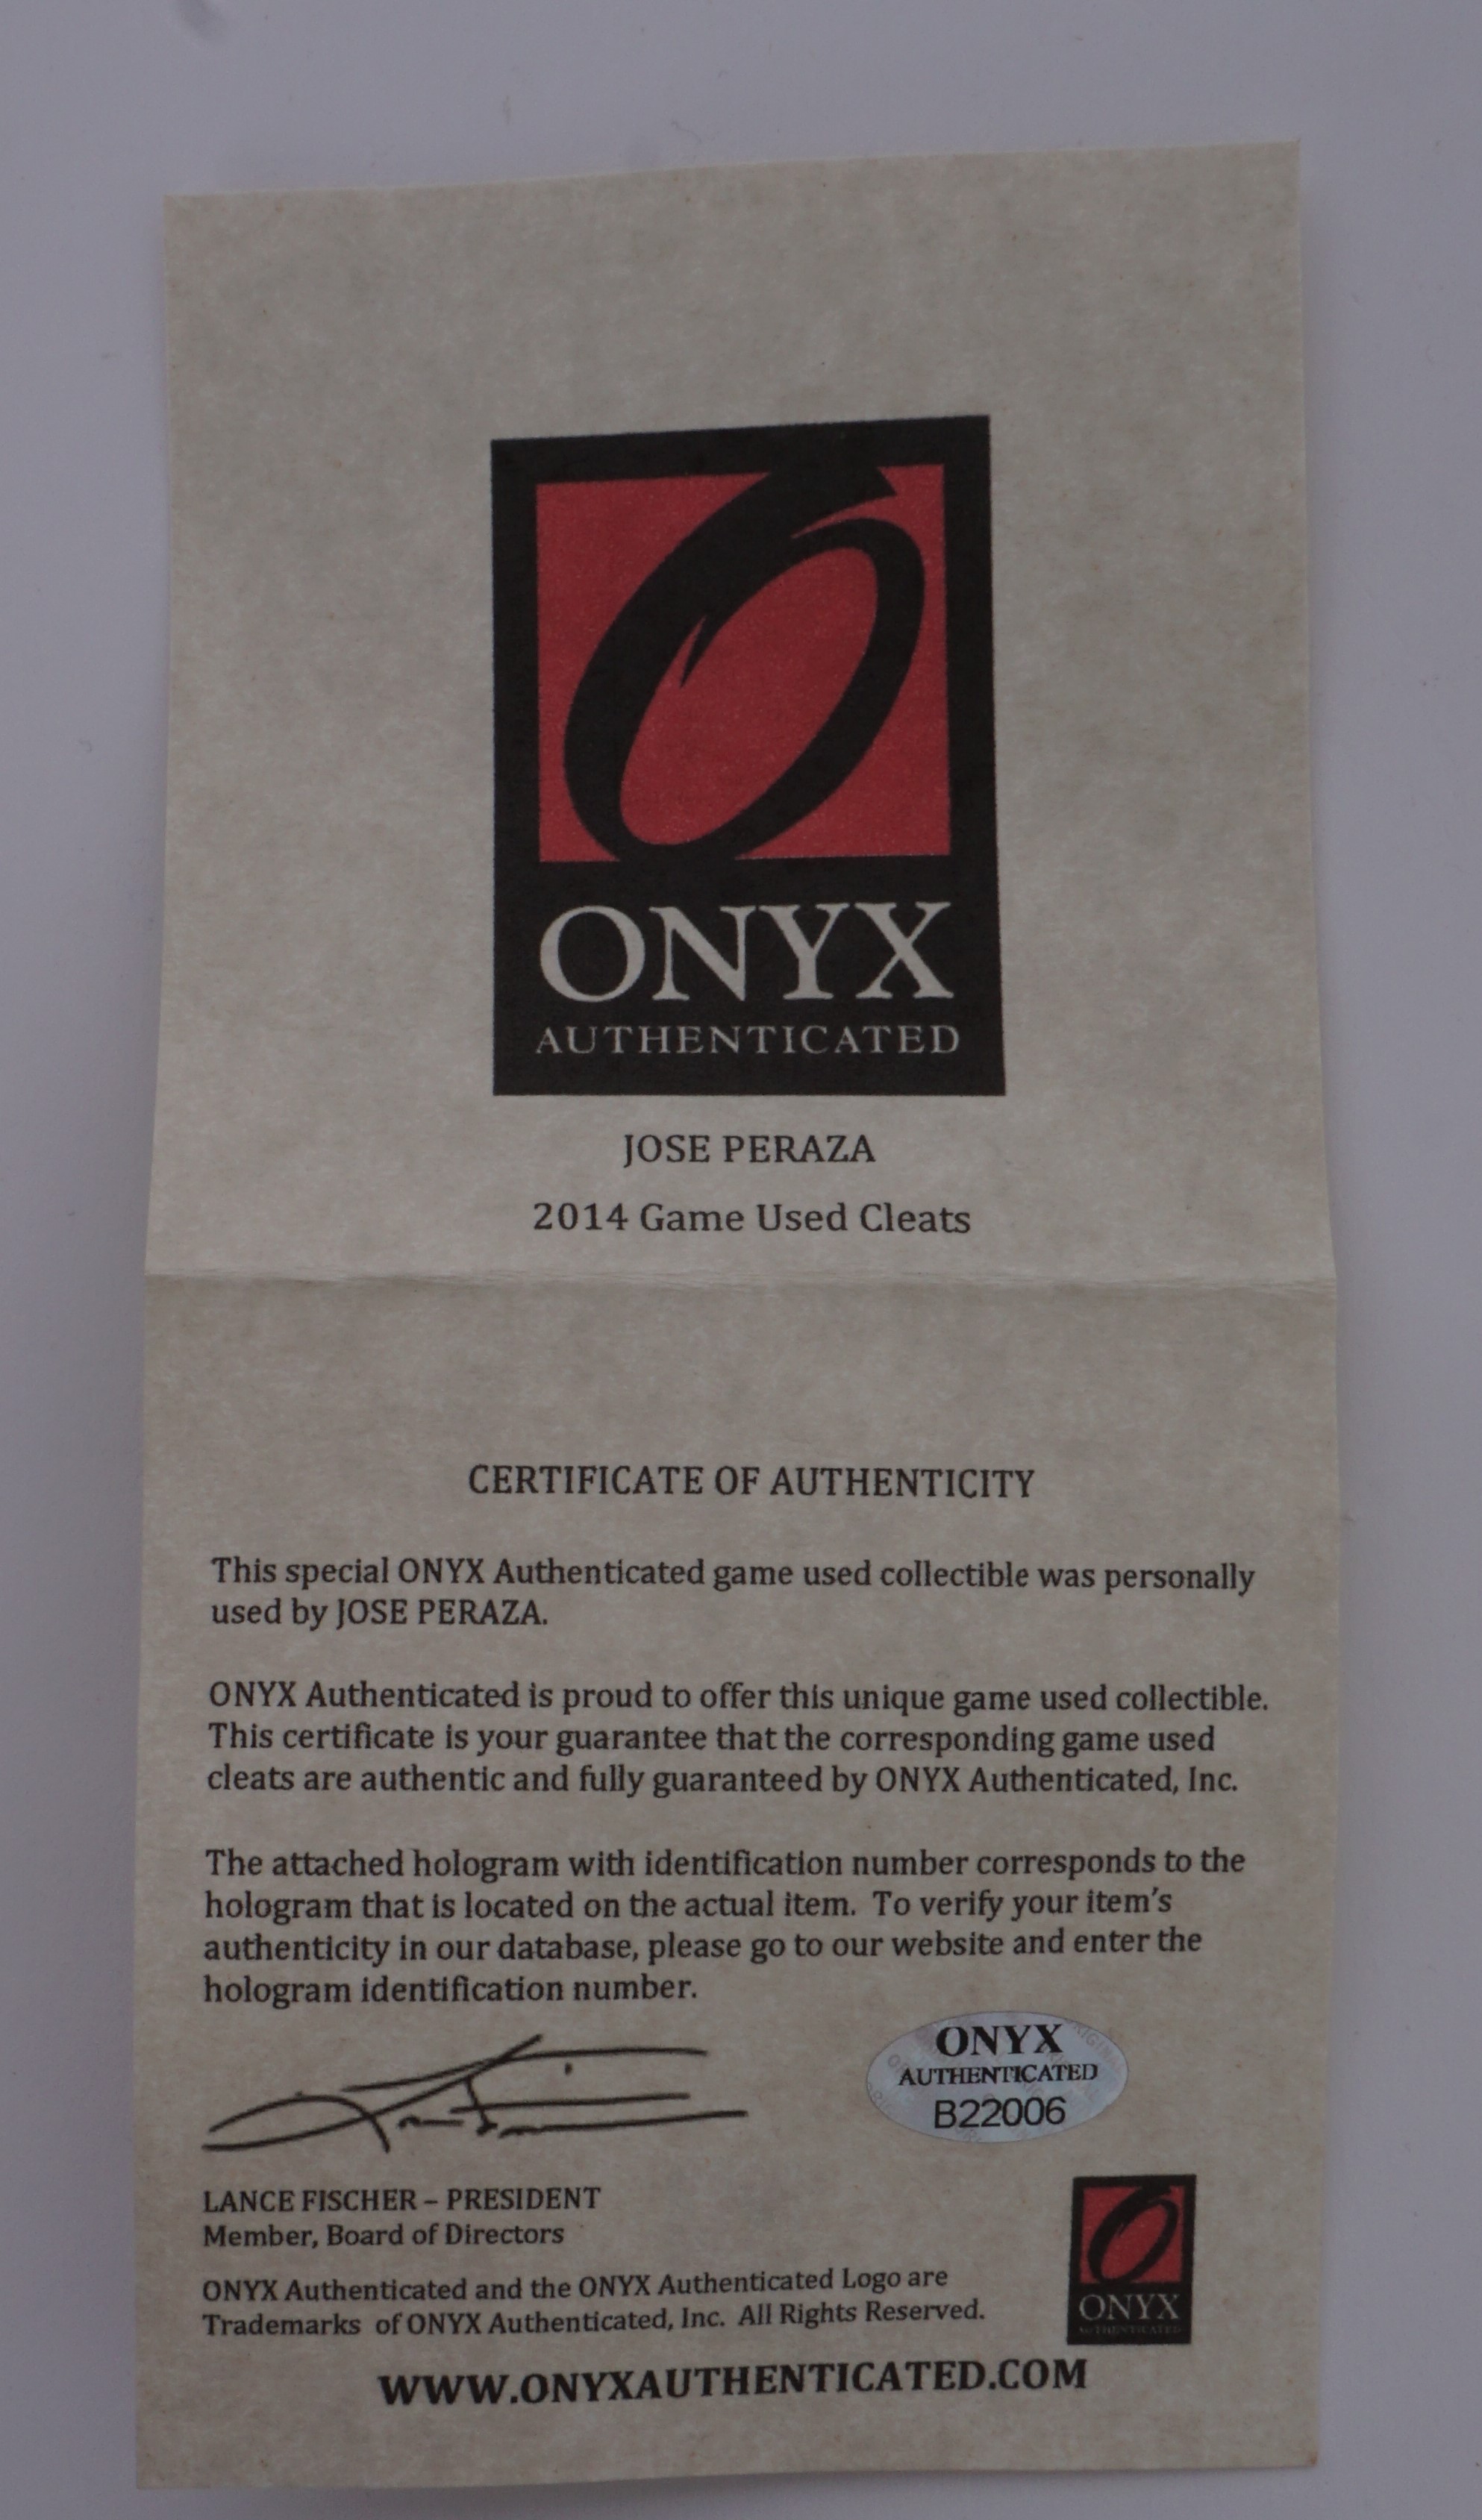 ONYX
AUTHENTICATED
JOSE PERAZA
2014 Game Used Cleats
CERTIFICATE OF AUTHENTICITY
This special ONYX Authenticated game used collectible was personally
used by JOSE PERAZA.
ONYX Authenticated is proud to offer this unique game used collectible.
This certificate is your guarantee that the corresponding game used
cleats are authentic and fully guaranteed by ONYX Authenticated, Inc.
The attached hologram with identification number corresponds to the
hologram that is located on the actual item.  To verify your item's
authenticity in our database, please go to our website and enter the
hologram identification number.
ONYX
AUTHENTICATED
B22006
LANCE FISCHER – PRESIDENT
Member, Board of Directors
ONYX Authenticated and the ONYX Authenticated Logo are
Trademarks  of ONYX Authenticated, Inc.  All Rights Reserved.
ONYX
AUTHENTICATED
WWW.ONYXAUTHENTICATED.COM